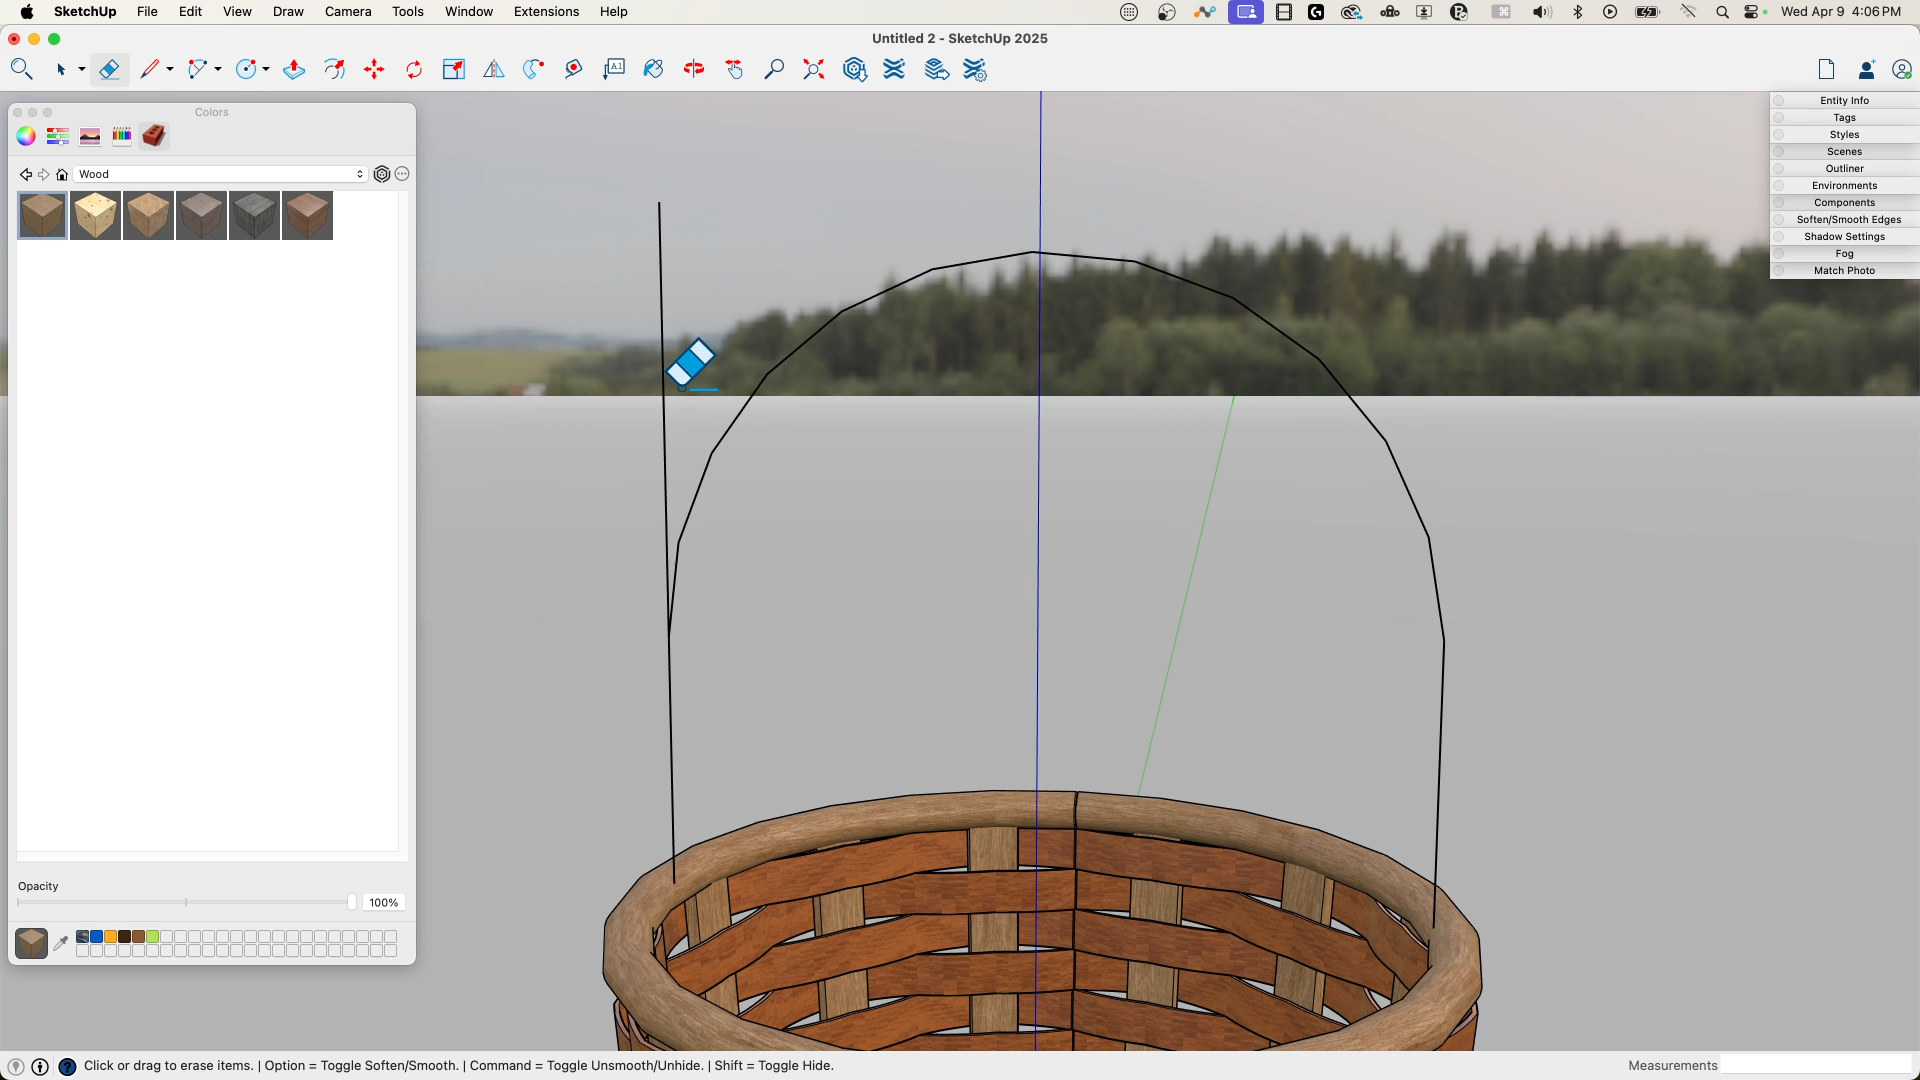 SketchUp File Edit View Draw Camera Tools Window Extensions Help Wed Apr 9 4:06 PM
Untitled 2 - SketchUp 2025
A1
Colors
Wood
Entity Info
Tags
Styles
Scenes
Outliner
Environments
Components
Soften/Smooth Edges
Shadow Settings
Fog
Match Photo
Opacity
100%
Click or drag to erase items. | Option = Toggle Soften/Smooth. | Command = Toggle Unsmooth/Unhide. | Shift = Toggle Hide. Measurements